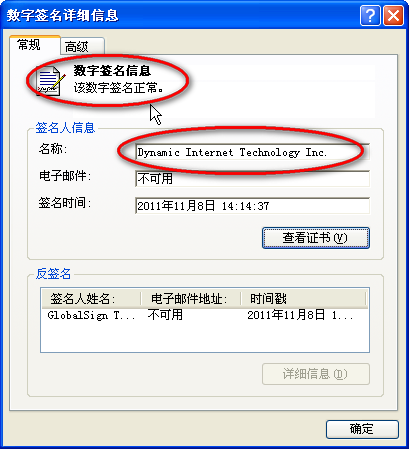 数字签名详细信息
常规 高级
数字签名信息
该数字签名正常。
签名人信息
名称: Dynamic Internet Technology Inc.
电子邮件: 不可用
签名时间: 2011年11月8日 14:14:37
查看证书(V)
反签名
签名人姓名: 电子邮件地址: 时间戳
GlobalSign T... 不可用 2011年11月8日 1...
详细信息(D)
确定